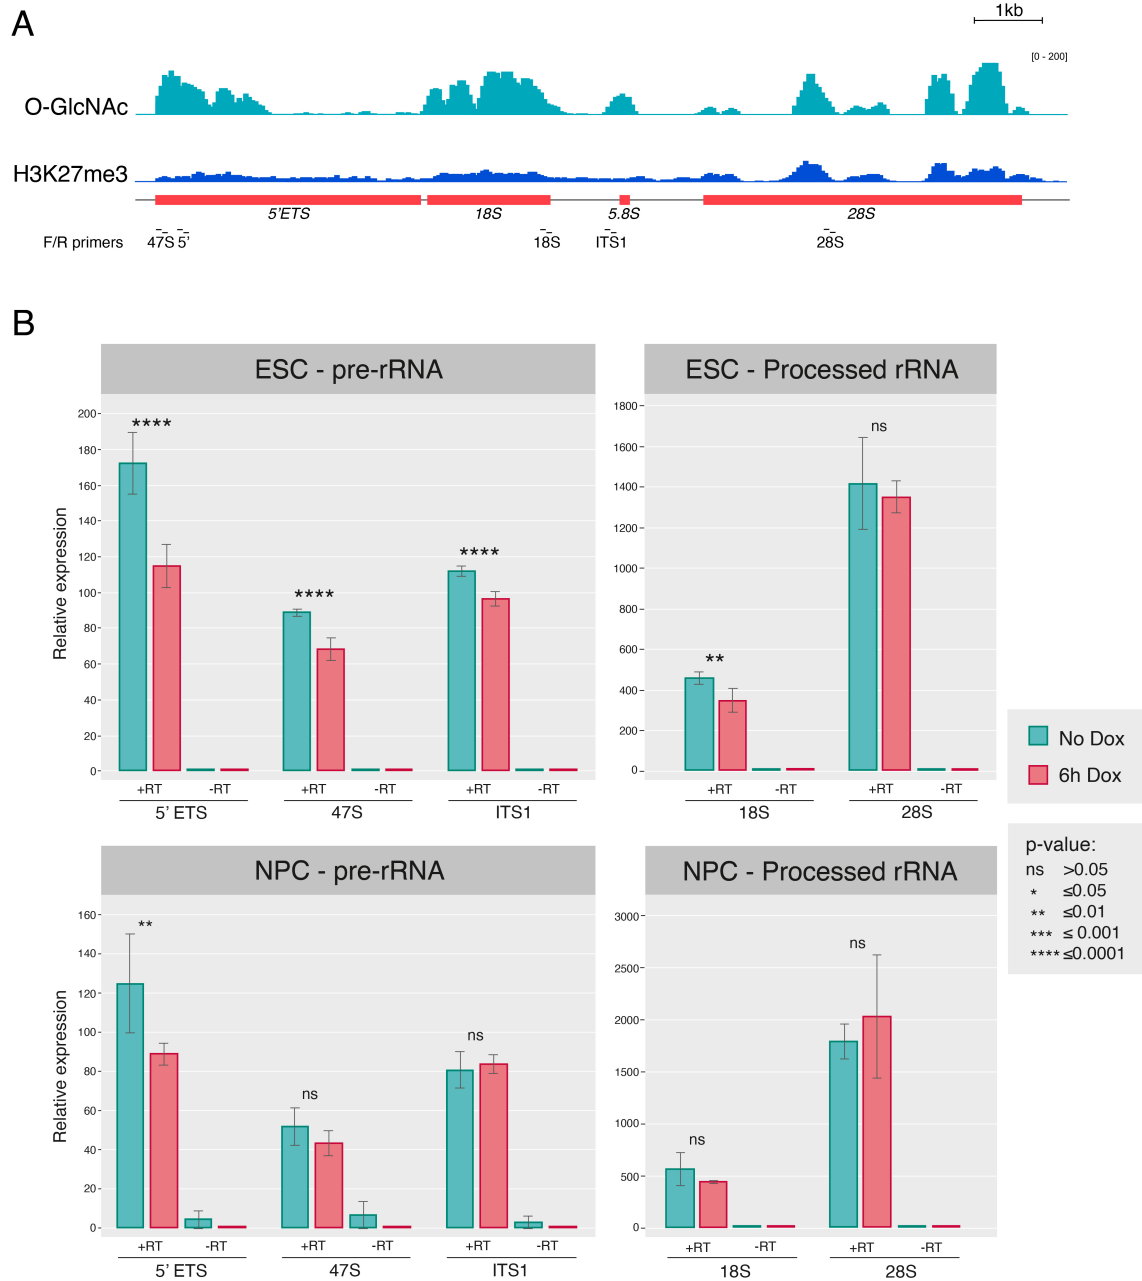 A
1kb
[0 - 200]
O-GlcNAc
H3K27me3
5'ETS 18S 5.8S 28S
F/R primers 47S 5' 18S ITS1 28S
B
ESC - pre-rRNA
Relative expression
200
180
160
140
120
100
80
60
40
20
0
****
****
****
+RT -RT +RT -RT +RT -RT
5' ETS 47S ITS1
ESC - Processed rRNA
1800
1600
1400
1200
1000
800
600
400
200
0
**
ns
+RT -RT +RT -RT
18S 28S
No Dox
6h Dox
p-value:
ns >0.05
* ≤0.05
** ≤0.01
*** ≤ 0.001
**** ≤0.0001
NPC - pre-rRNA
Relative expression
160
140
120
100
80
60
40
20
0
**
ns
ns
+RT -RT +RT -RT +RT -RT
5' ETS 47S ITS1
NPC - Processed rRNA
3000
2500
2000
1500
1000
500
0
ns
ns
+RT -RT +RT -RT
18S 28S